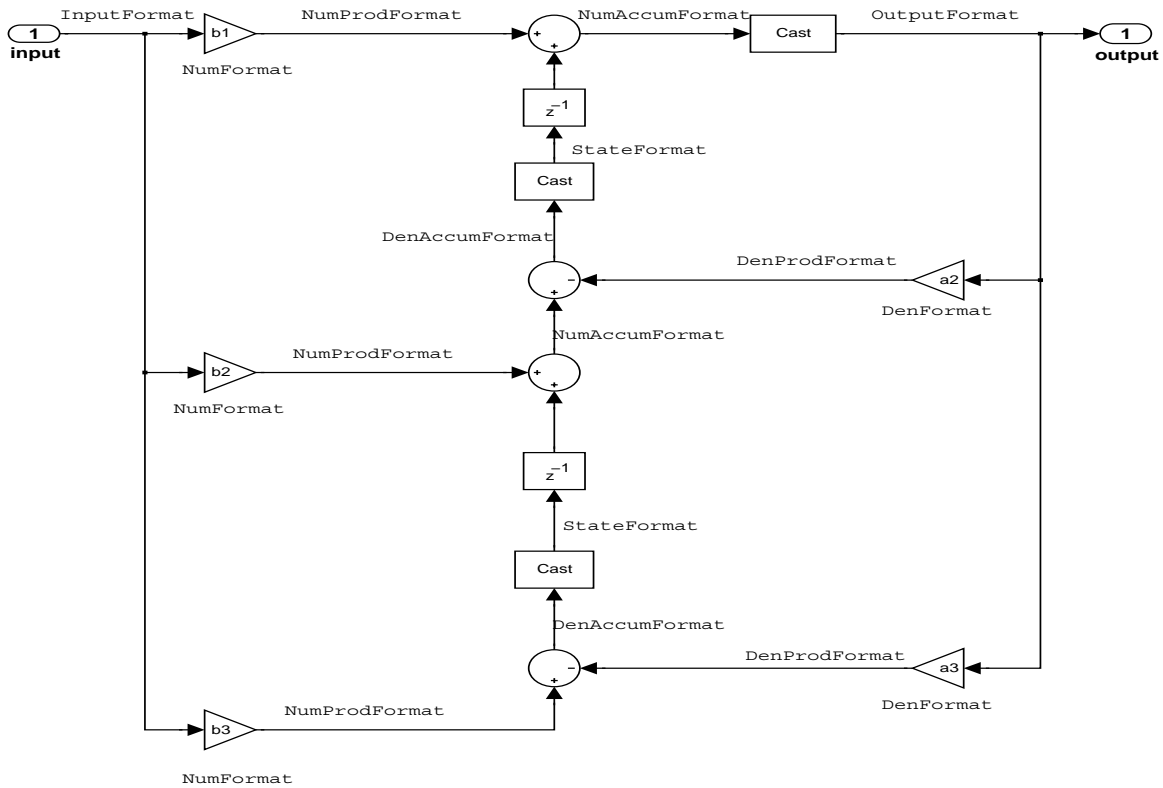 InputFormat NumProdFormat NumAccumFormat OutputFormat
1 b1 + + Cast 1
input output
NumFormat
z−1
StateFormat
Cast
DenAccumFormat
DenProdFormat
− + a2
DenFormat
NumAccumFormat
NumProdFormat
b2 + +
NumFormat
z−1
StateFormat
Cast
DenAccumFormat
DenProdFormat
− + a3
DenFormat
NumProdFormat
b3
NumFormat